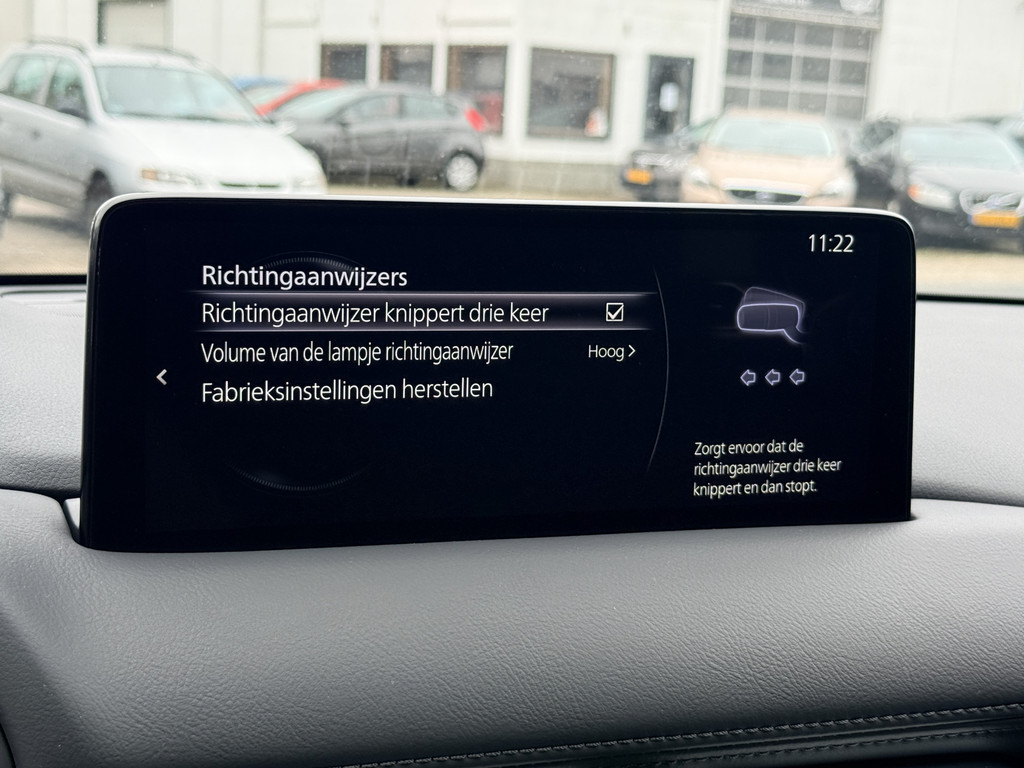 11:22
Richtingaanwijzers
Richtingaanwijzer knippert drie keer
Volume van de lampje richtingaanwijzer Hoog
Fabrieksinstellingen herstellen
Zorgt ervoor dat de
richtingaanwijzer drie keer
knippert en dan stopt.